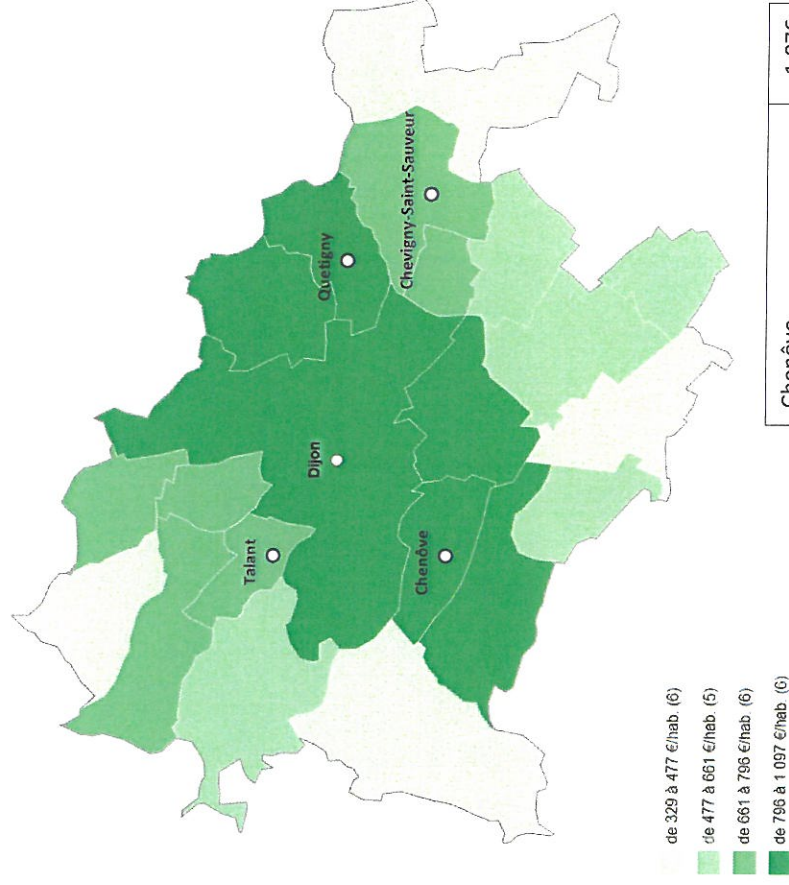 Quetigny
Chevigny-Saint-Sauveur
Dijon
Talant
Chenôve
de 329 à 477 €/hab. (6)
de 477 à 661 €/hab. (5)
de 661 à 796 €/hab. (6)
de 796 à 1 097 €/hab. (6)